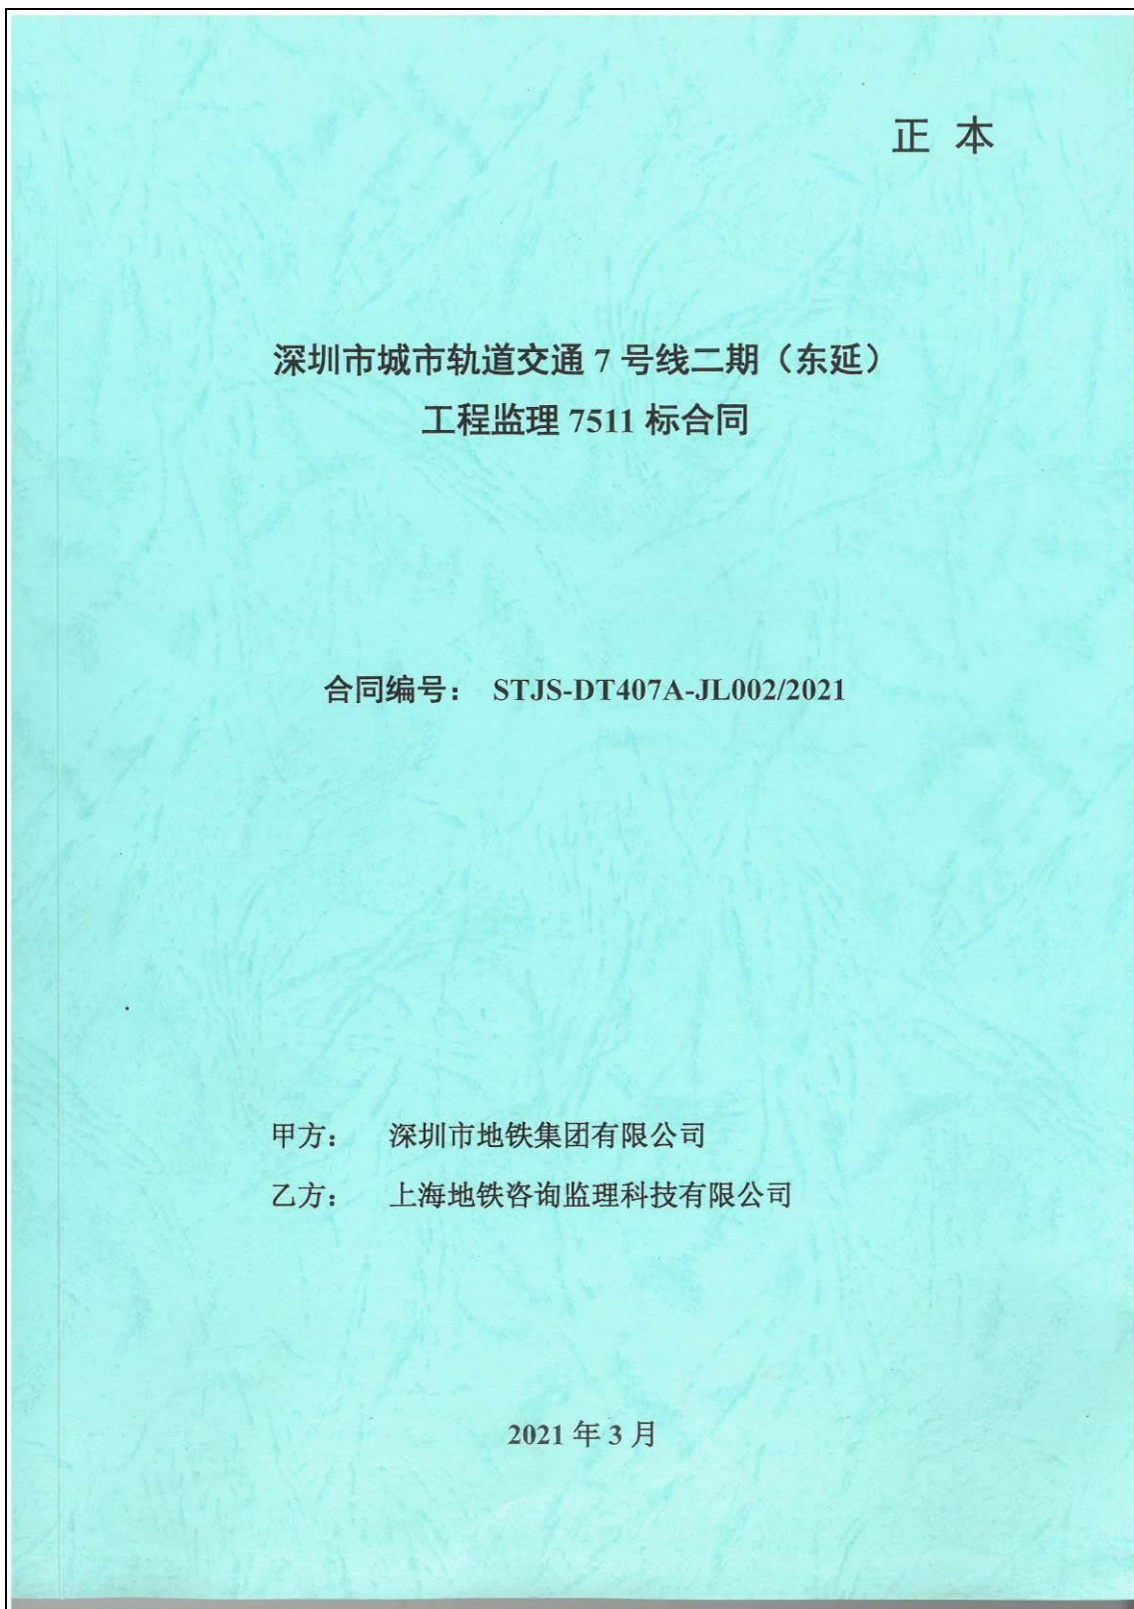 正 本
深圳市城市轨道交通 7 号线二期（东延）
工程监理 7511 标合同
合同编号： STJS-DT407A-JL002/2021
甲方： 深圳市地铁集团有限公司
乙方： 上海地铁咨询监理科技有限公司
2021 年 3 月